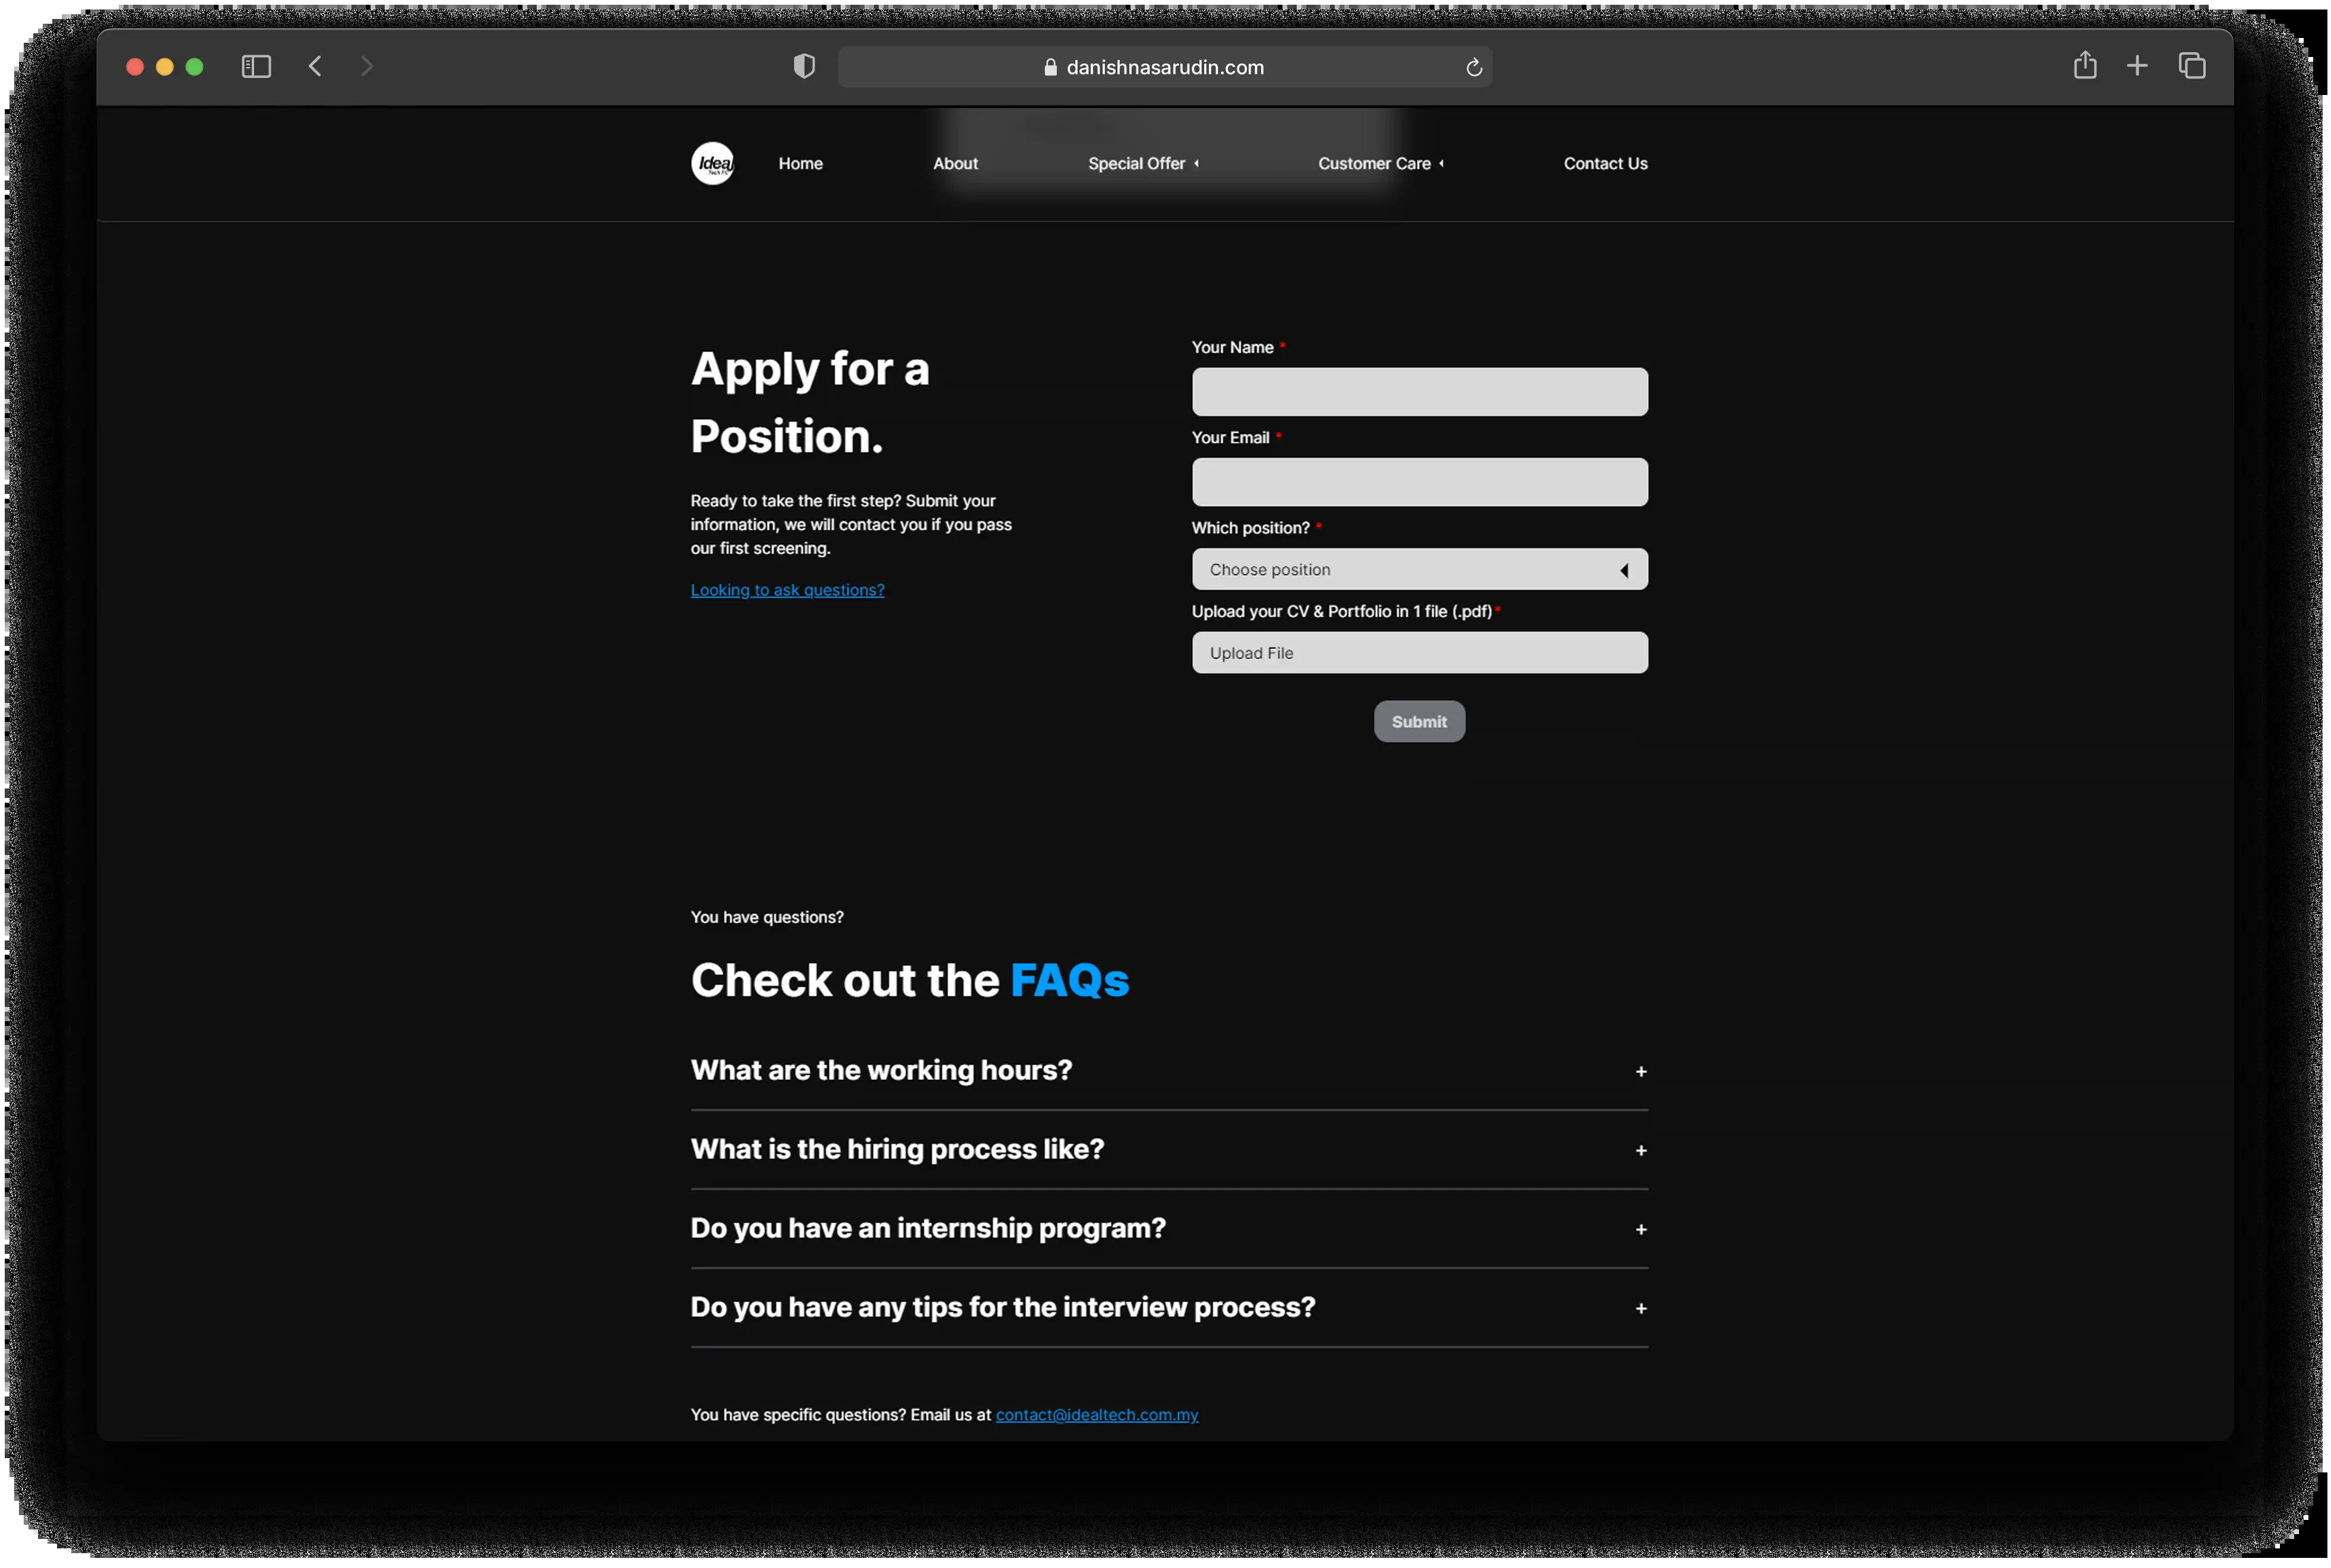 danishnasarudin.com
Ideal
Tech PC
Home
About
Special Offer
Customer Care
Contact Us
Apply for a
Position.
Ready to take the first step? Submit your
information, we will contact you if you pass
our first screening.
Looking to ask questions?
Your Name *
Your Email *
Which position? *
Choose position
Upload your CV & Portfolio in 1 file (.pdf)*
Upload File
Submit
You have questions?
Check out the FAQs
What are the working hours? +
What is the hiring process like? +
Do you have an internship program? +
Do you have any tips for the interview process? +
You have specific questions? Email us at contact@idealtech.com.my